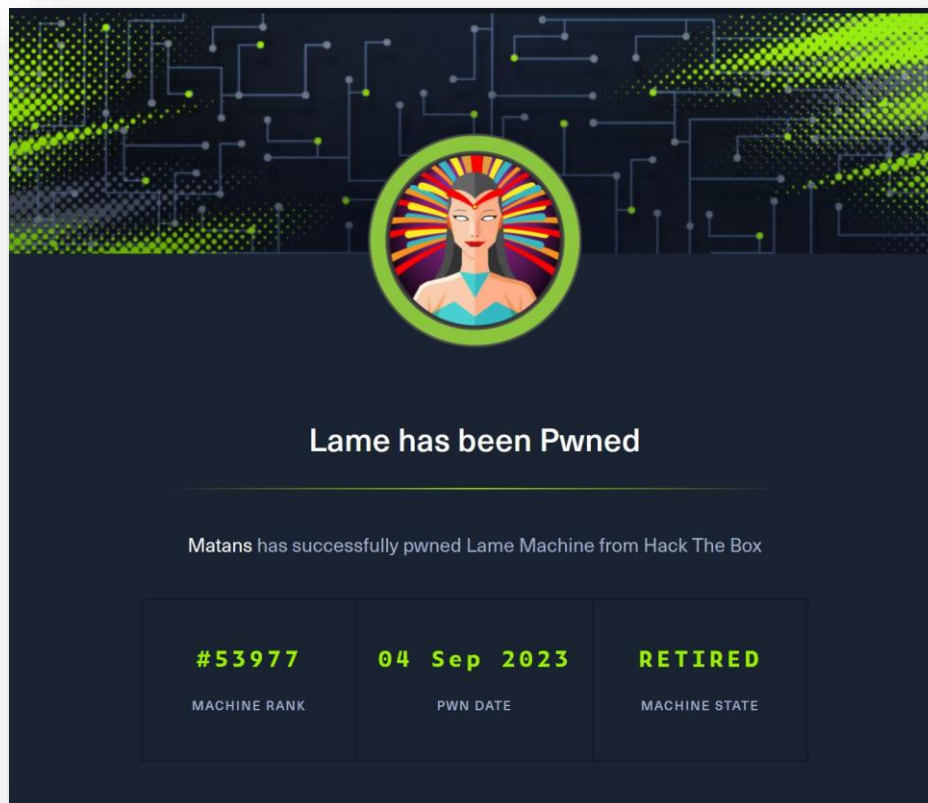 Lame has been Pwned
Matans has successfully pwned Lame Machine from Hack The Box
#53977
04 Sep 2023
RETIRED
MACHINE RANK
PWN DATE
MACHINE STATE